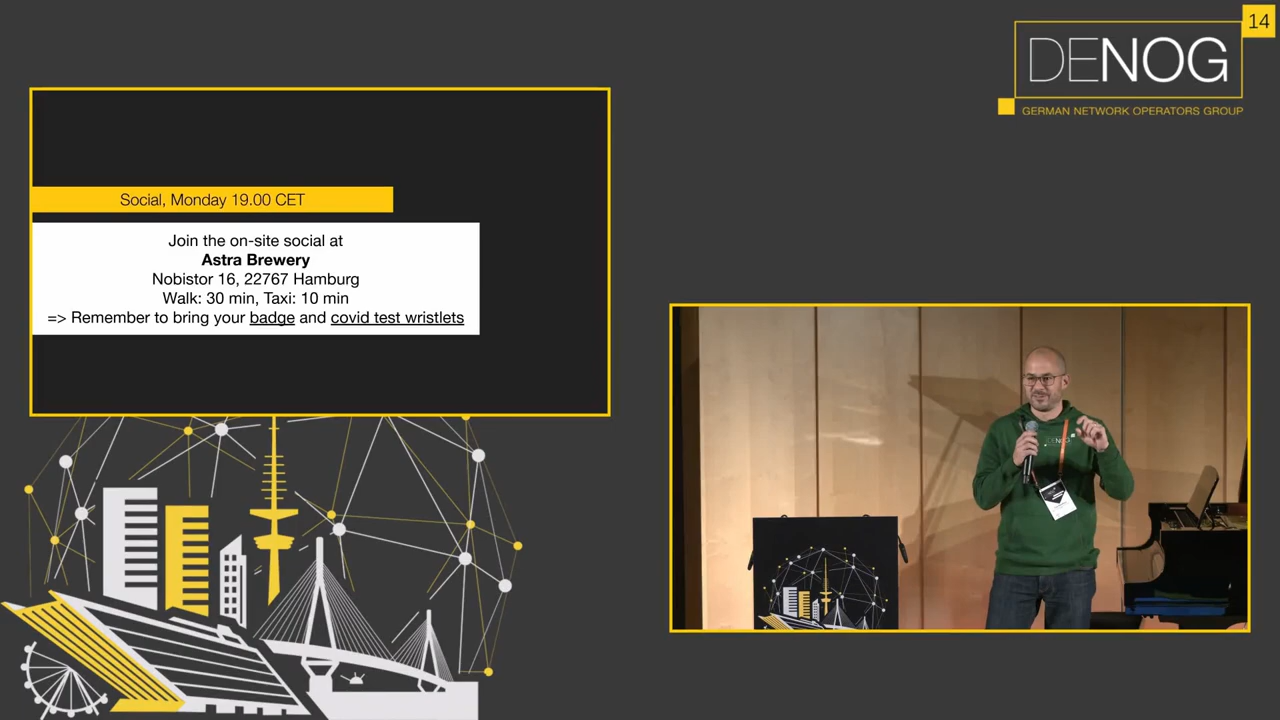 14
DENOG
GERMAN NETWORK OPERATORS GROUP
Social, Monday 19.00 CET
Join the on-site social at
Astra Brewery
Nobistor 16, 22767 Hamburg
Walk: 30 min, Taxi: 10 min
=> Remember to bring your badge and covid test wristlets
DENOG